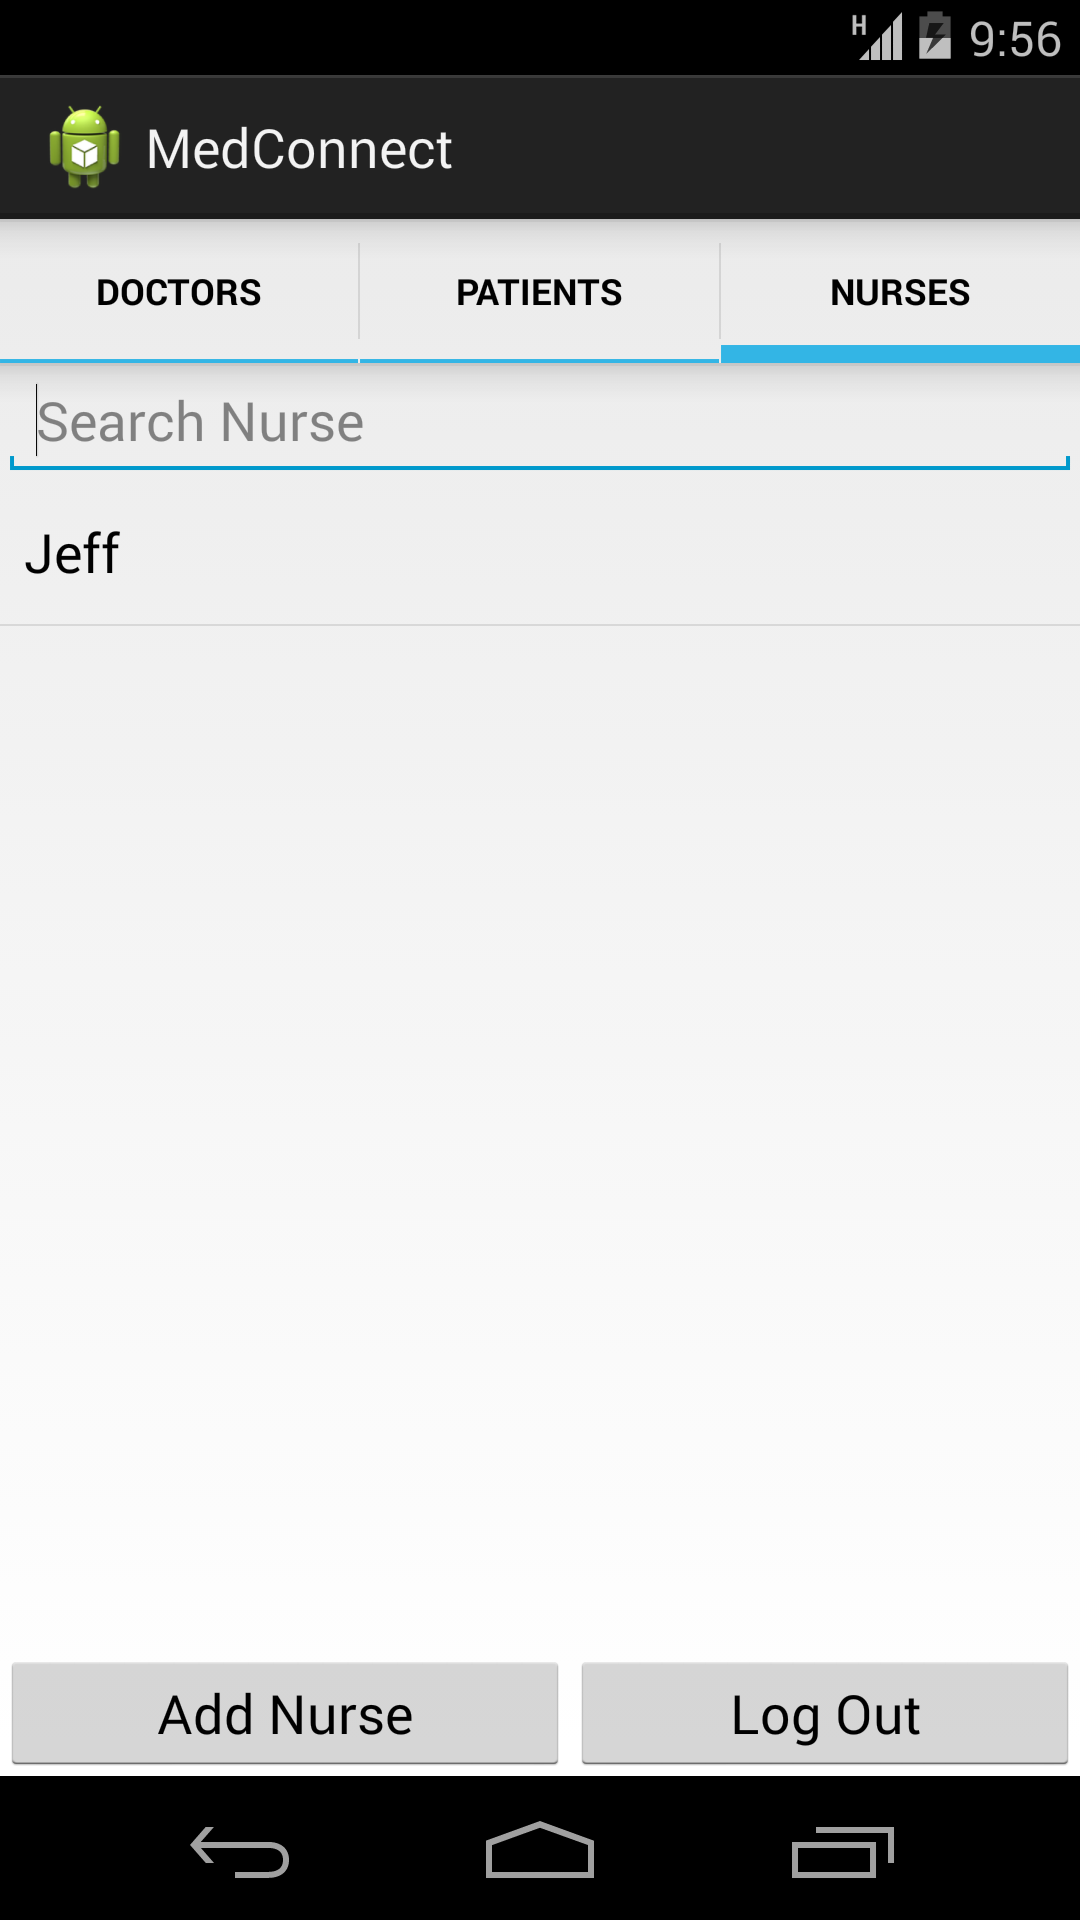 H 9:56
MedConnect
DOCTORS PATIENTS NURSES
Search Nurse
Jeff
Add Nurse Log Out